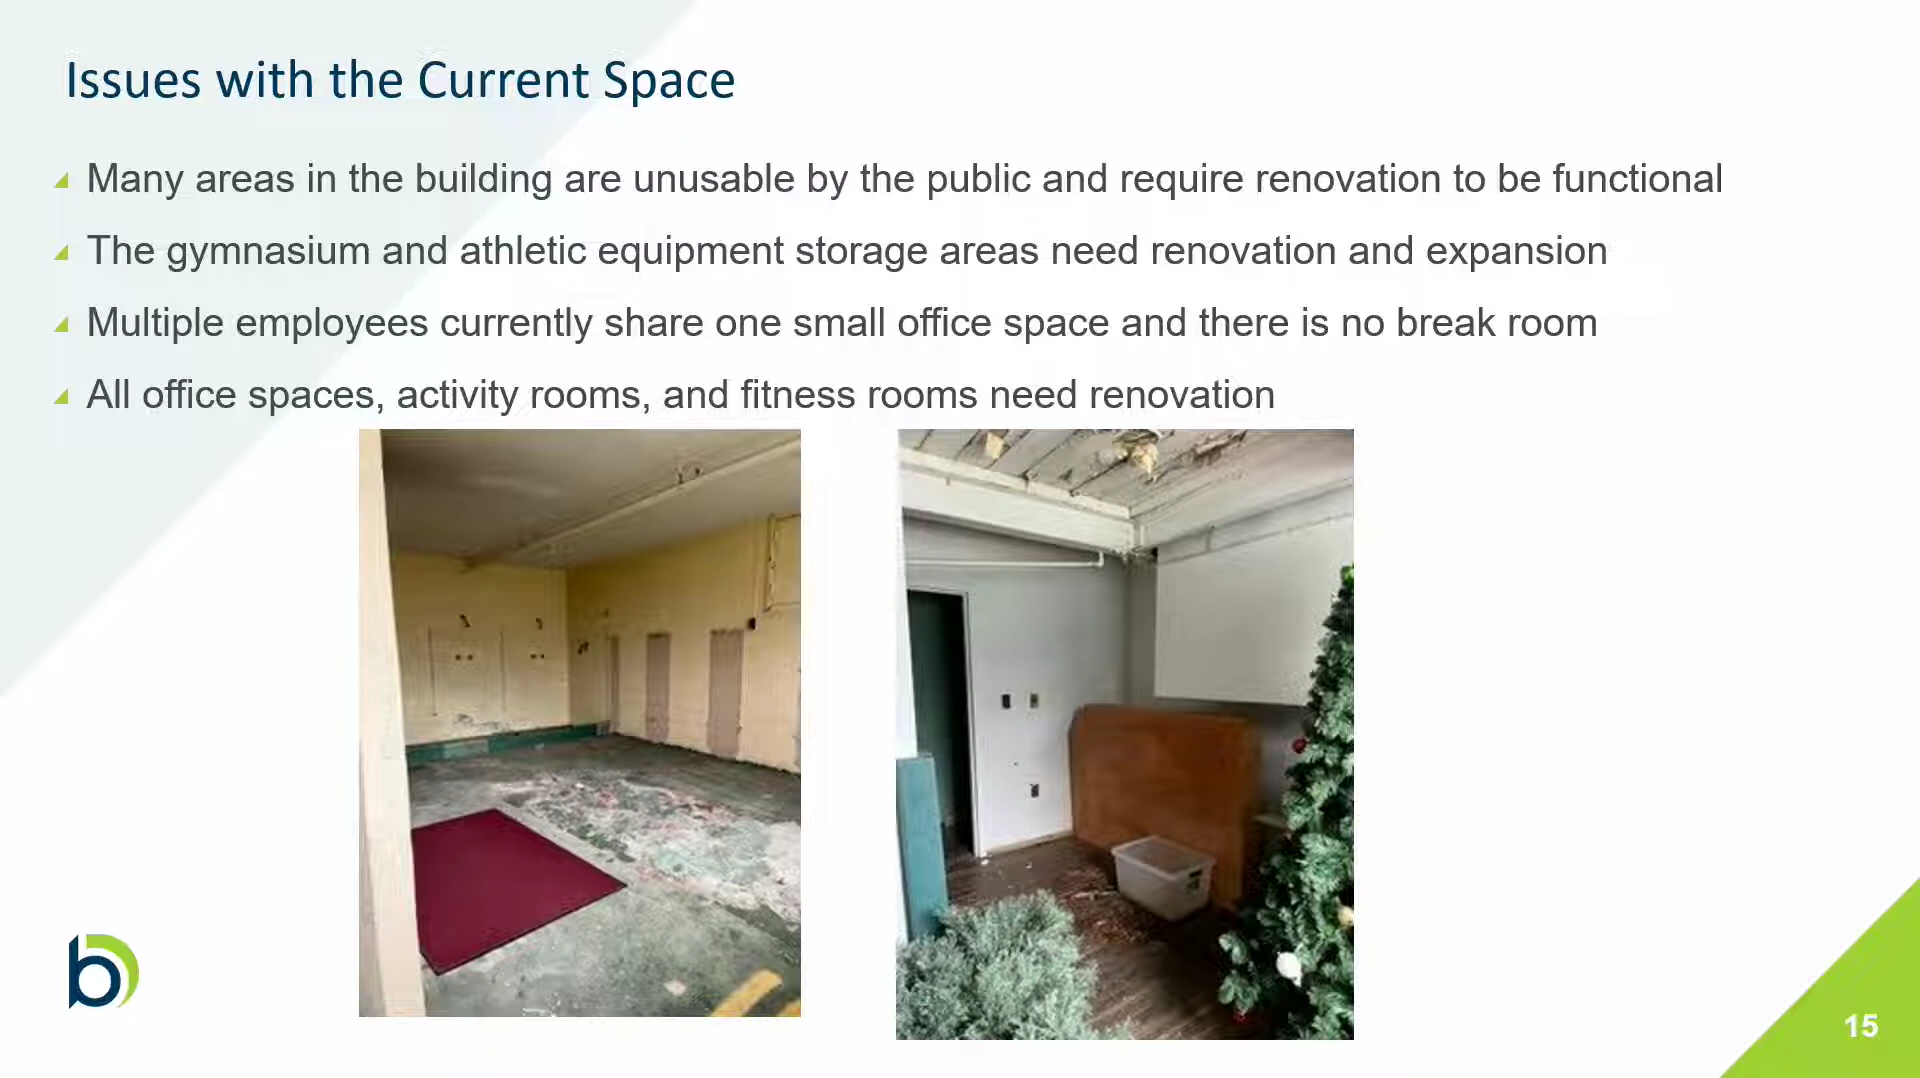 Issues with the Current Space
Many areas in the building are unusable by the public and require renovation to be functional
The gymnasium and athletic equipment storage areas need renovation and expansion
Multiple employees currently share one small office space and there is no break room
All office spaces, activity rooms, and fitness rooms need renovation
b
15